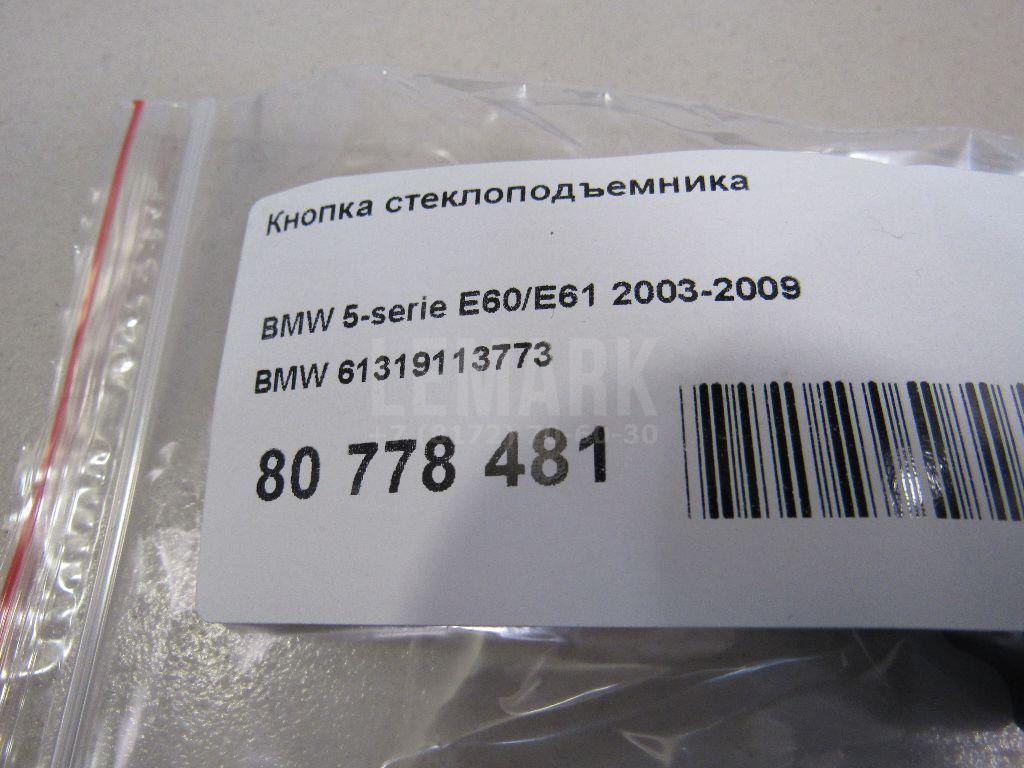 Кнопка стеклоподъемника
BMW 5-serie E60/E61 2003-2009
BMW 61319113773
LEMARK
80 778 481